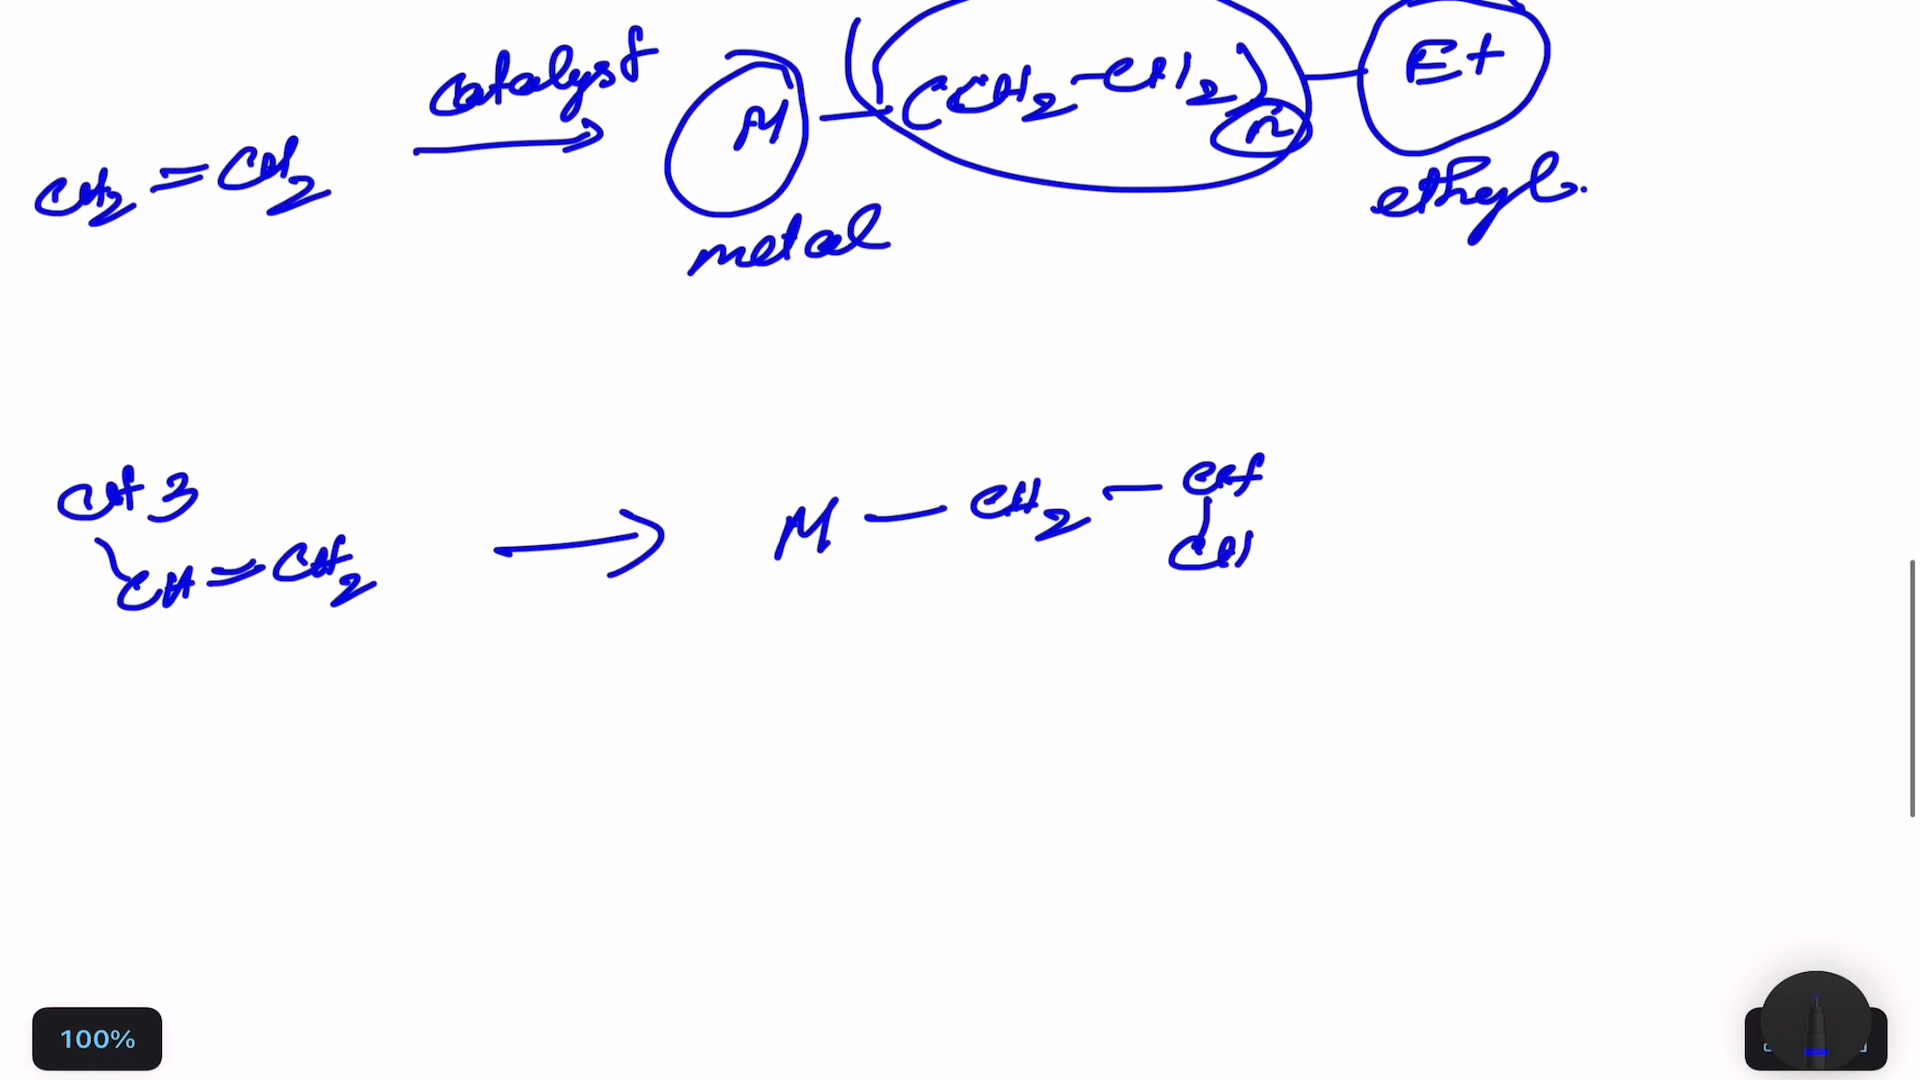 CH2=CH2 catalyst → M—(CH2-CH2)n—Et
metal ethyl.
CH3
CH=CH2 → M—CH2—CH
CH
100%